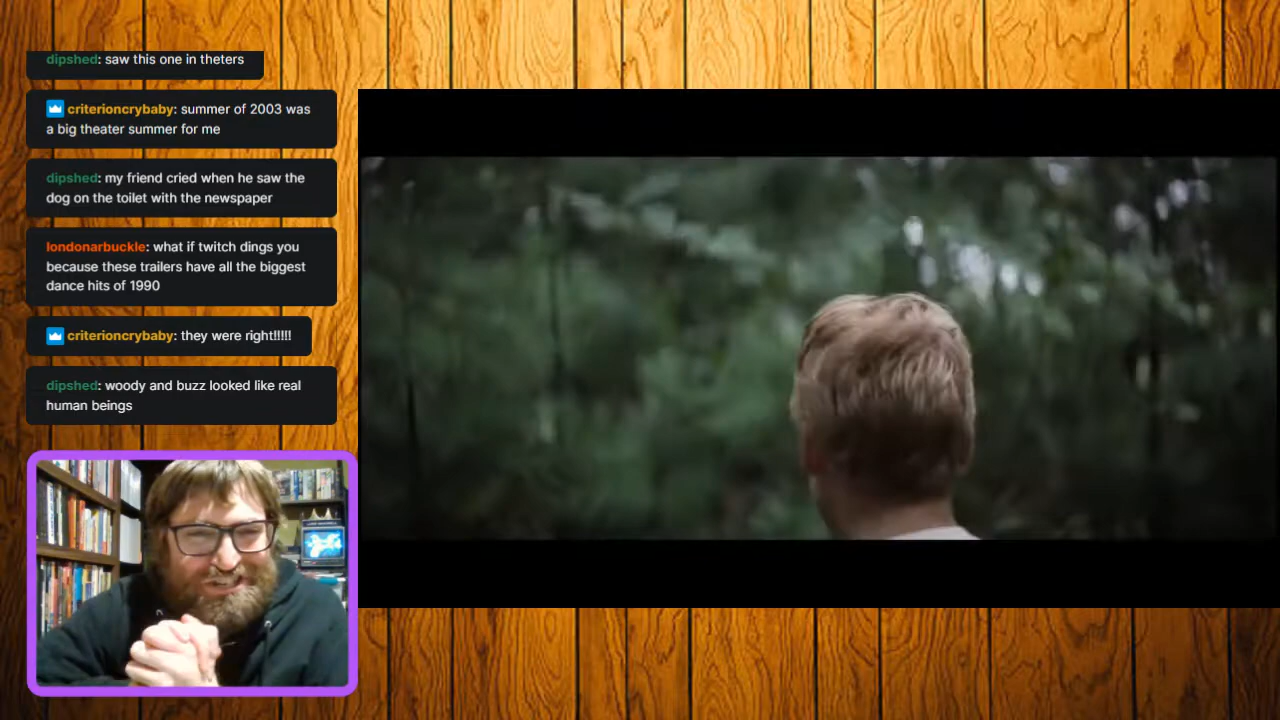 dipshed: saw this one in theters
criterioncrybaby: summer of 2003 was
a big theater summer for me
dipshed: my friend cried when he saw the
dog on the toilet with the newspaper
londonarbuckle: what if twitch dings you
because these trailers have all the biggest
dance hits of 1990
criterioncrybaby: they were right!!!!!
dipshed: woody and buzz looked like real
human beings